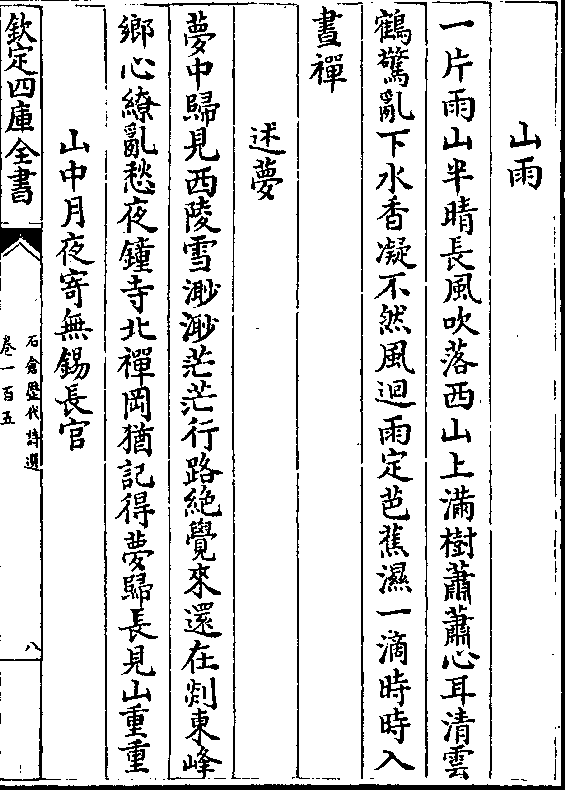 山雨
一片雨山半晴長風吹落西山上滿樹蕭蕭心耳清雲
鶴驚亂下水香凝不然風迴雨定芭蕉濕一滴時時入
晝禪
述夢
夢中歸見西陵雪渺渺茫茫行路絶覺來還在剡東峰
鄉心繚亂愁夜鐘寺北禪岡猶記得夢歸長見山重重
山中月夜寄無錫長官
欽定四庫全書
石倉歷代詩選
卷一百五
八